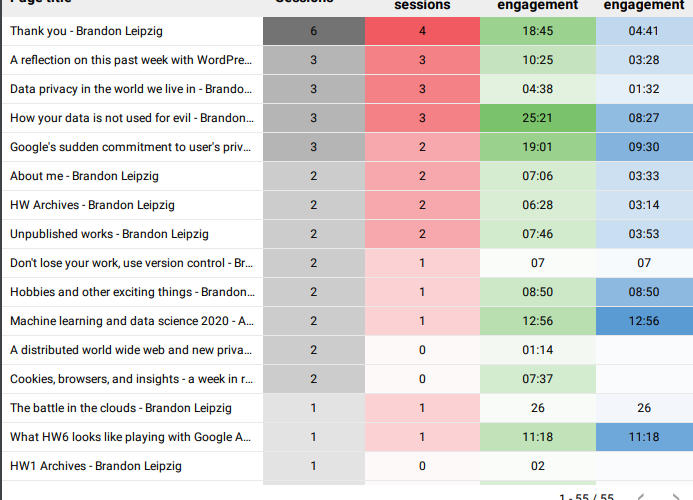 Page title Sessions sessions engagement engagement
Thank you - Brandon Leipzig 6 4 18:45 04:41
A reflection on this past week with WordPre... 3 3 10:25 03:28
Data privacy in the world we live in - Brando... 3 3 04:38 01:32
How your data is not used for evil - Brandon... 3 3 25:21 08:27
Google's sudden commitment to user's priv... 3 2 19:01 09:30
About me - Brandon Leipzig 2 2 07:06 03:33
HW Archives - Brandon Leipzig 2 2 06:28 03:14
Unpublished works - Brandon Leipzig 2 2 07:46 03:53
Don't lose your work, use version control - Br... 2 1 07 07
Hobbies and other exciting things - Brandon... 2 1 08:50 08:50
Machine learning and data science 2020 - A... 2 1 12:56 12:56
A distributed world wide web and new priva... 2 0 01:14
Cookies, browsers, and insights - a week in r... 2 0 07:37
The battle in the clouds - Brandon Leipzig 1 1 26 26
What HW6 looks like playing with Google A... 1 1 11:18 11:18
HW1 Archives - Brandon Leipzig 1 0 02
1 - 55 / 55